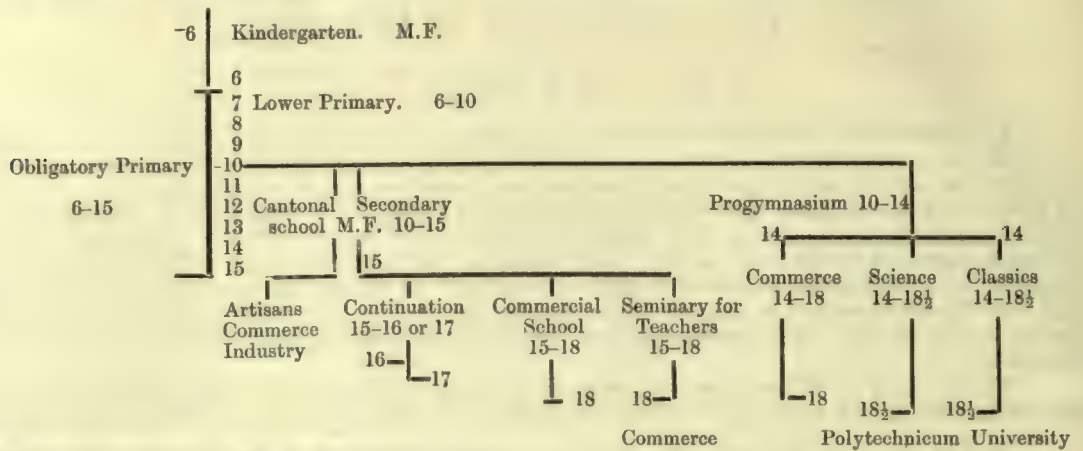 -6 Kindergarten. M.F.
6
7 Lower Primary. 6–10
8
9
Obligatory Primary -10
6–15
11
12 Cantonal Secondary
13 school M.F. 10–15
14
15
15
Progymnasium 10–14
14 14
Artisans
Commerce
Industry
Continuation
15–16 or 17
16
17
Commercial
School
15–18
18
Seminary for
Teachers
15–18
18
Commerce
14–18
18
Science
14–18½
18½
Classics
14–18½
18½
Commerce Polytechnicum University